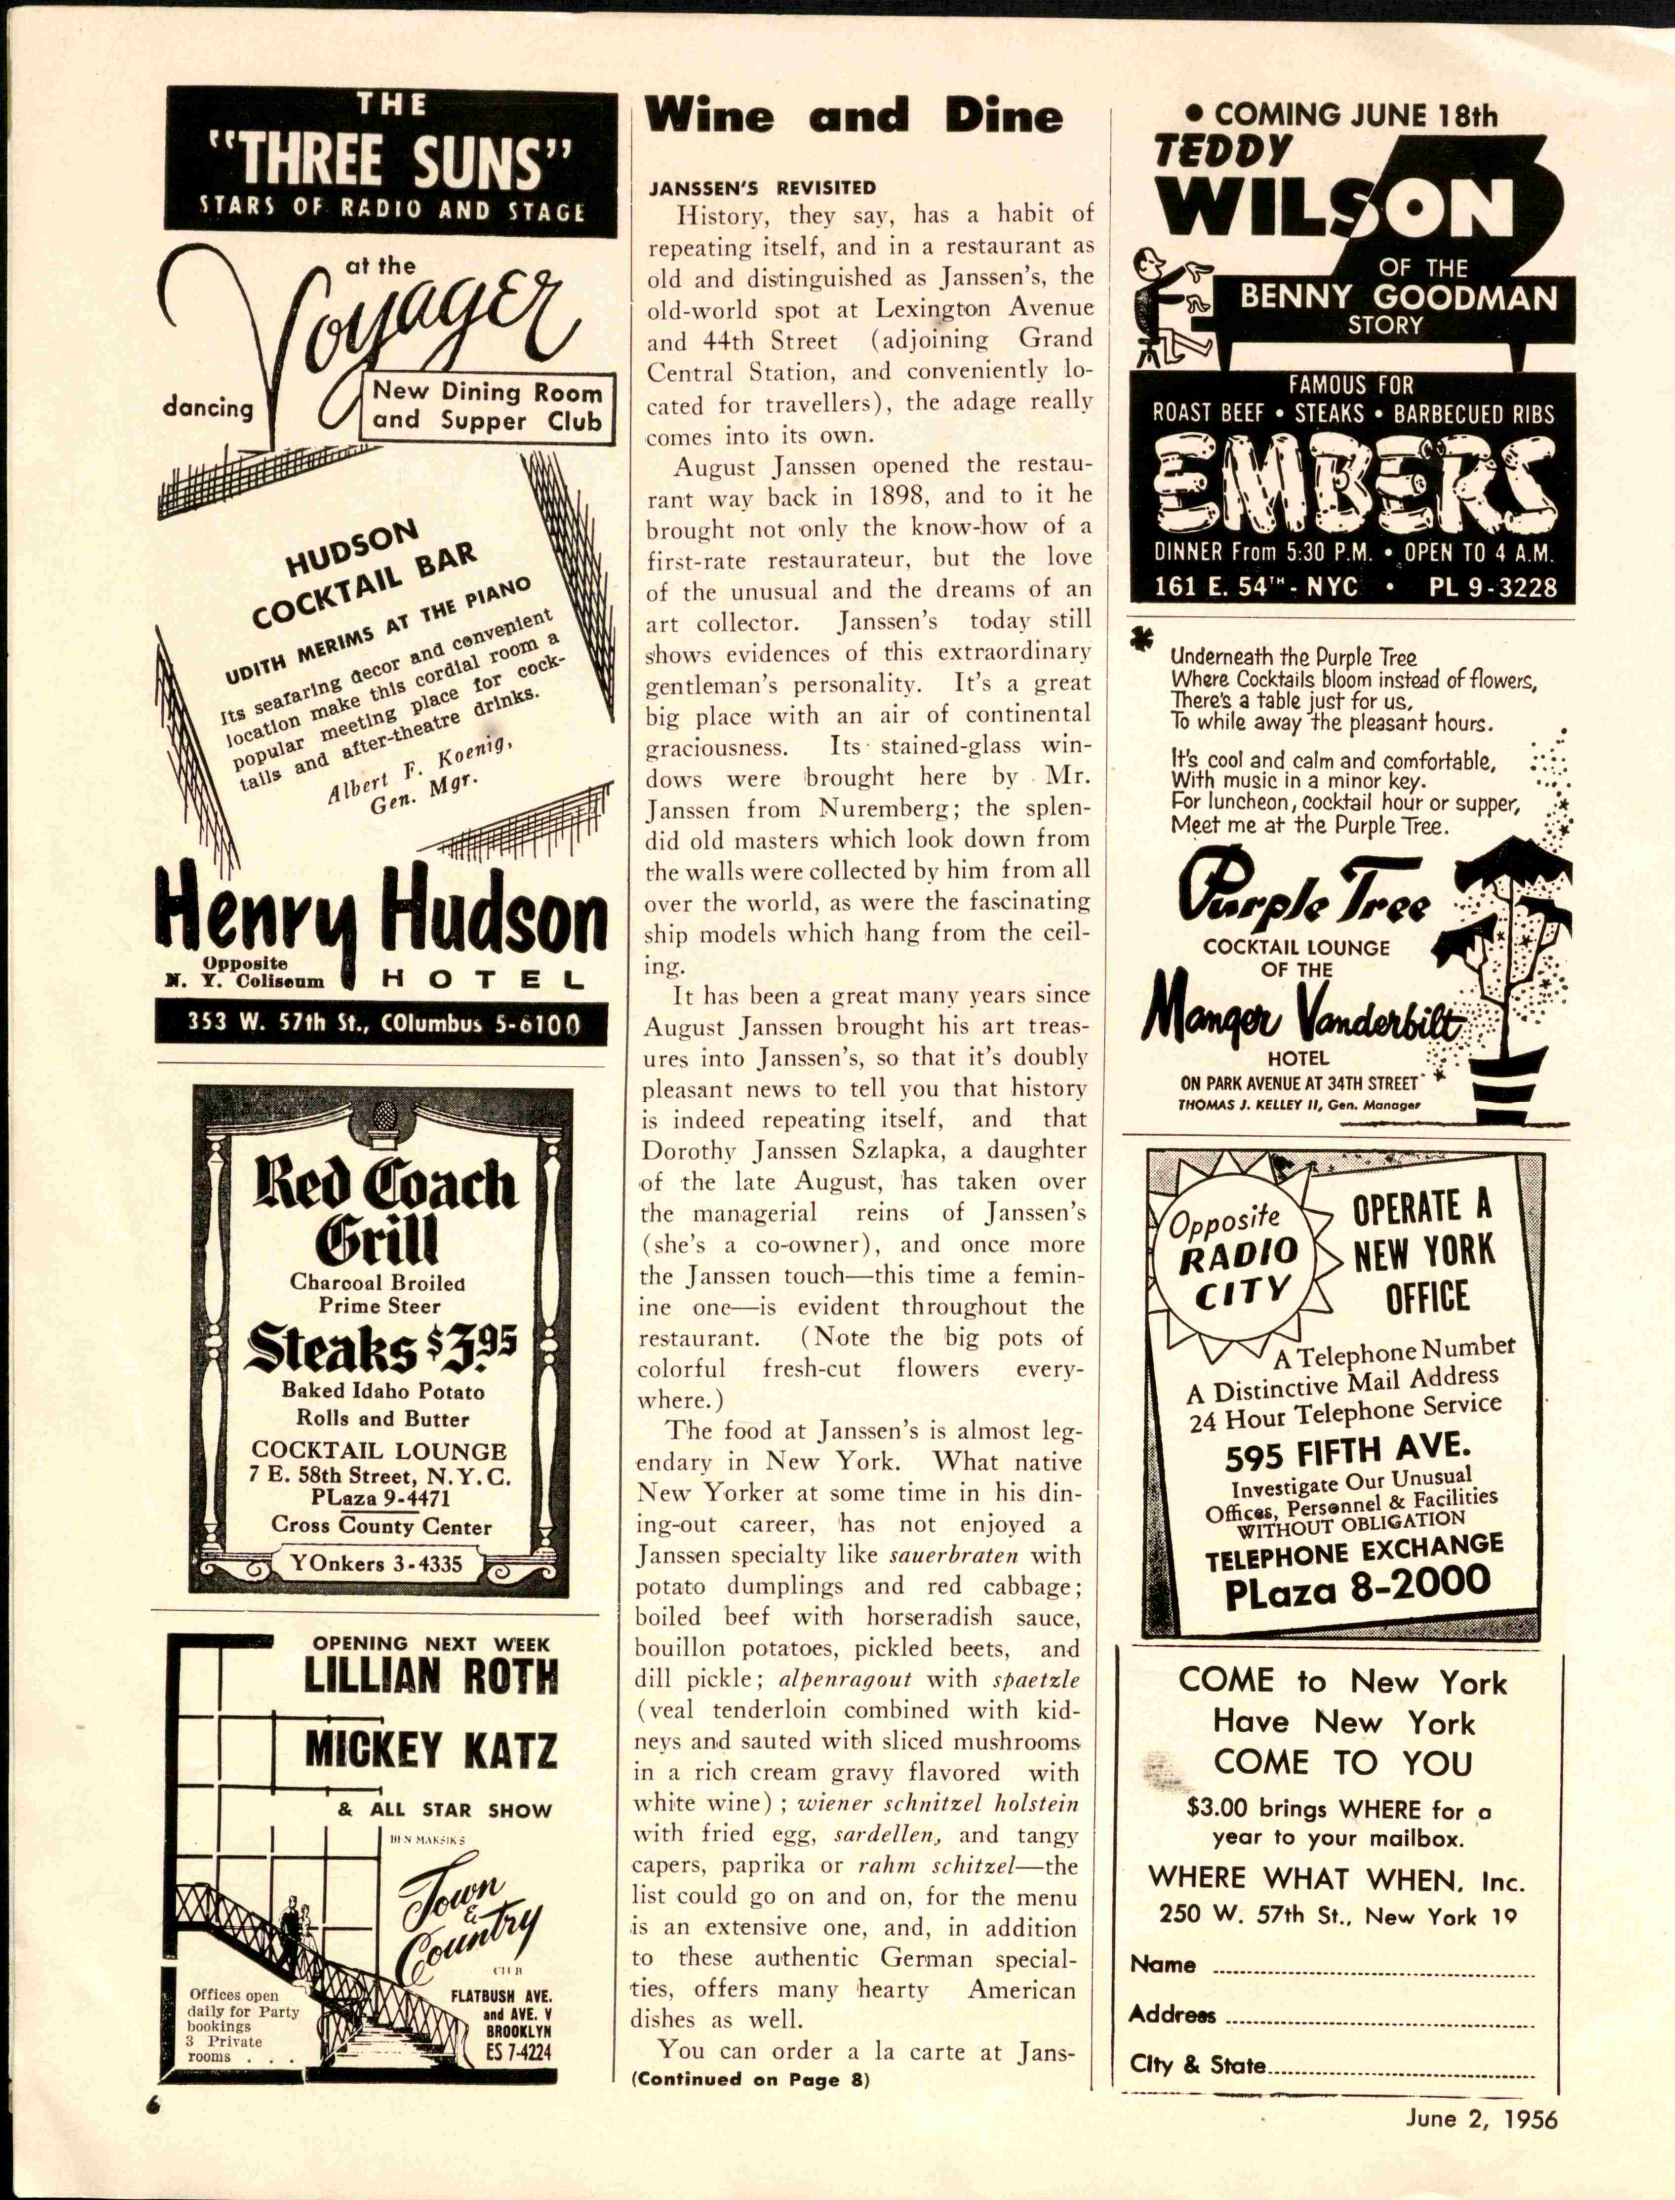 THE
"THREE SUNS"
STARS OF RADIO AND STAGE
at the
Voyager
dancing
New Dining Room
and Supper Club
HUDSON
COCKTAIL BAR
UDITH MERIMS AT THE PIANO
Its seafaring decor and convenient
location make this cordial room a
popular meeting place for cock-
tails and after-theatre drinks.
Albert F. Koenig,
Gen. Mgr.
Henry Hudson
Opposite
N. Y. Coliseum
HOTEL
353 W. 57th St., COlumbus 5-6100
Red Coach
Grill
Charcoal Broiled
Prime Steer
Steaks $3.95
Baked Idaho Potato
Rolls and Butter
COCKTAIL LOUNGE
7 E. 58th Street, N.Y.C.
PLaza 9-4471
Cross County Center
YOnkers 3-4335
OPENING NEXT WEEK
LILLIAN ROTH
MICKEY KATZ
& ALL STAR SHOW
BEN MAKSIKS
Town
&
Country
CLUB
Offices open
daily for Party
bookings
3 Private
rooms . . .
FLATBUSH AVE.
and AVE. V
BROOKLYN
ES 7-4224
6
Wine and Dine
JANSSEN'S REVISITED
History, they say, has a habit of
repeating itself, and in a restaurant as
old and distinguished as Janssen's, the
old-world spot at Lexington Avenue
and 44th Street (adjoining Grand
Central Station, and conveniently lo-
cated for travellers), the adage really
comes into its own.
August Janssen opened the restau-
rant way back in 1898, and to it he
brought not only the know-how of a
first-rate restaurateur, but the love
of the unusual and the dreams of an
art collector. Janssen's today still
shows evidences of this extraordinary
gentleman's personality. It's a great
big place with an air of continental
graciousness. Its stained-glass win-
dows were brought here by Mr.
Janssen from Nuremberg; the splen-
did old masters which look down from
the walls were collected by him from all
over the world, as were the fascinating
ship models which hang from the ceil-
ing.
It has been a great many years since
August Janssen brought his art treas-
ures into Janssen's, so that it's doubly
pleasant news to tell you that history
is indeed repeating itself, and that
Dorothy Janssen Szlapka, a daughter
of the late August, has taken over
the managerial reins of Janssen's
(she's a co-owner), and once more
the Janssen touch—this time a femin-
ine one—is evident throughout the
restaurant. (Note the big pots of
colorful fresh-cut flowers every-
where.)
The food at Janssen's is almost leg-
endary in New York. What native
New Yorker at some time in his din-
ing-out career, has not enjoyed a
Janssen specialty like sauerbraten with
potato dumplings and red cabbage;
boiled beef with horseradish sauce,
bouillon potatoes, pickled beets, and
dill pickle; alpenragout with spaetzle
(veal tenderloin combined with kid-
neys and sauted with sliced mushrooms
in a rich cream gravy flavored with
white wine) ; wiener schnitzel holstein
with fried egg, sardellen, and tangy
capers, paprika or rahm schitzel—the
list could go on and on, for the menu
is an extensive one, and, in addition
to these authentic German special-
ties, offers many hearty American
dishes as well.
You can order a la carte at Jans-
(Continued on Page 8)
• COMING JUNE 18th
TEDDY
WILSON 3
OF THE
BENNY GOODMAN
STORY
FAMOUS FOR
ROAST BEEF • STEAKS • BARBECUED RIBS
EMBERS
DINNER From 5:30 P.M. • OPEN TO 4 A.M.
161 E. 54TH - NYC • PL 9-3228
* Underneath the Purple Tree
Where Cocktails bloom instead of flowers,
There's a table just for us,
To while away the pleasant hours.
It's cool and calm and comfortable,
With music in a minor key.
For luncheon, cocktail hour or supper,
Meet me at the Purple Tree.
Purple Tree
COCKTAIL LOUNGE
OF THE
Manger Vanderbilt
HOTEL
ON PARK AVENUE AT 34TH STREET
THOMAS J. KELLEY II, Gen. Manager
Opposite
RADIO
CITY
OPERATE A
NEW YORK
OFFICE
A Telephone Number
A Distinctive Mail Address
24 Hour Telephone Service
595 FIFTH AVE.
Investigate Our Unusual
Offices, Personnel & Facilities
WITHOUT OBLIGATION
TELEPHONE EXCHANGE
PLaza 8-2000
COME to New York
Have New York
COME TO YOU
$3.00 brings WHERE for a
year to your mailbox.
WHERE WHAT WHEN, Inc.
250 W. 57th St., New York 19
Name
Address
City & State
June 2, 1956